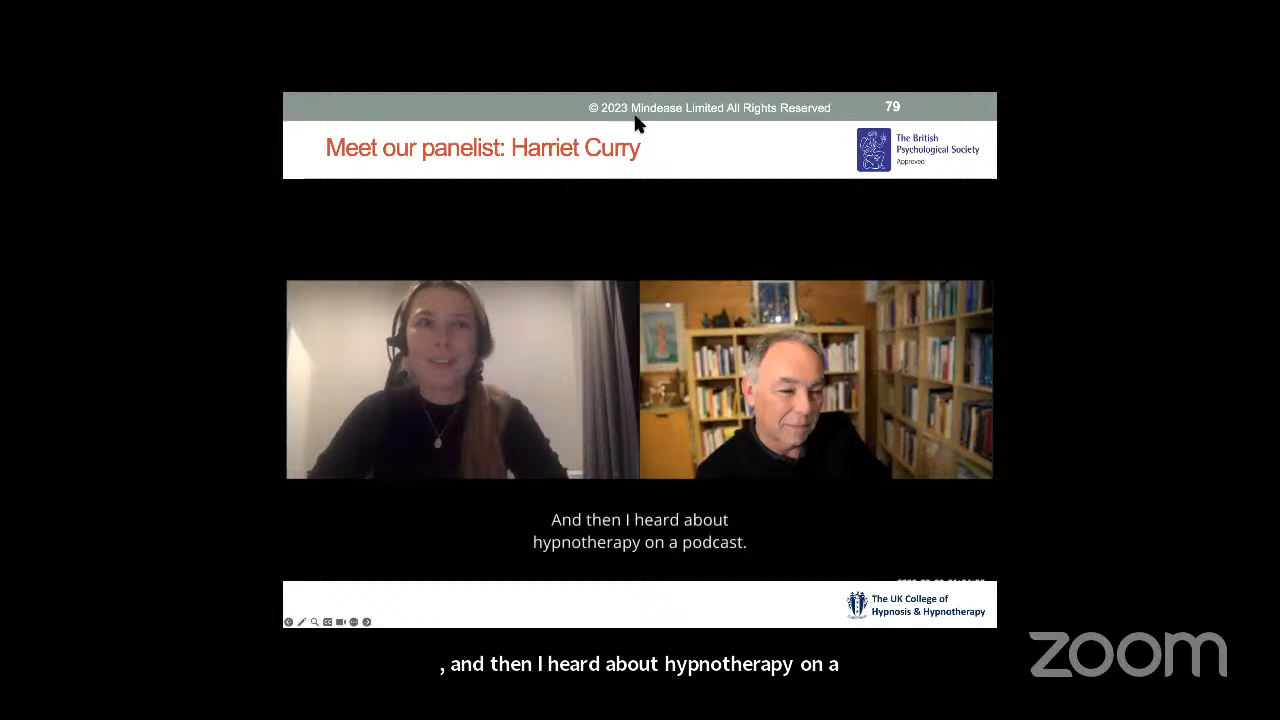 © 2023 Mindease Limited All Rights Reserved 79
Meet our panelist: Harriet Curry
The British
Psychological Society
Approved
And then I heard about
hypnotherapy on a podcast.
The UK College of
Hypnosis & Hypnotherapy
, and then I heard about hypnotherapy on a
zoom